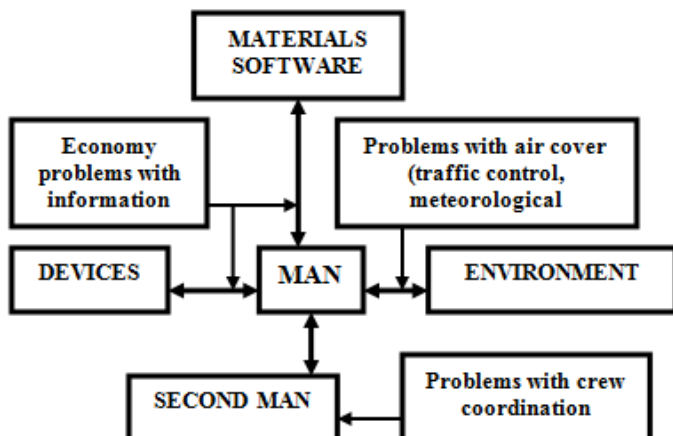 MATERIALS
SOFTWARE
Economy
problems with
information
Problems with air cover
(traffic control,
meteorological
DEVICES
MAN
ENVIRONMENT
SECOND MAN
Problems with crew
coordination